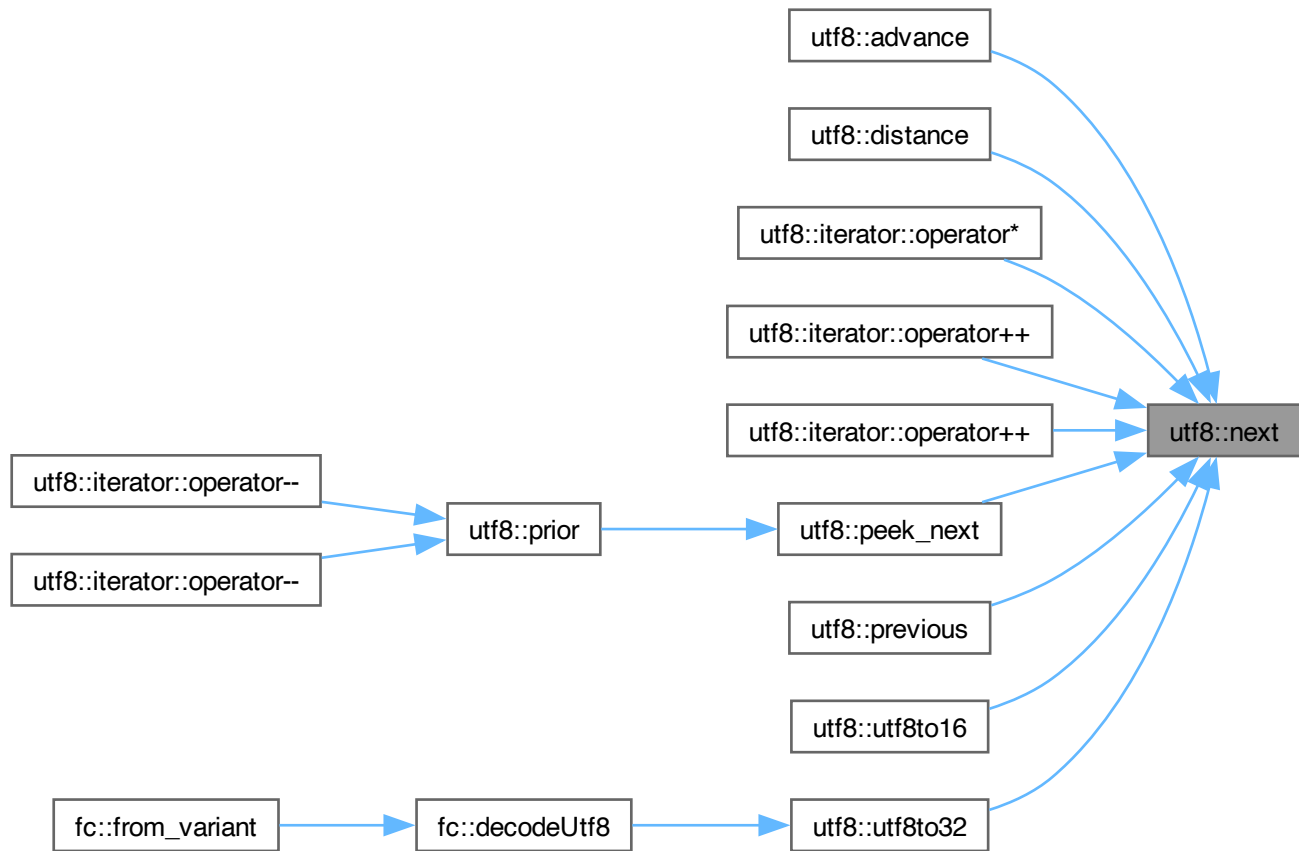 utf8::advance
utf8::distance
utf8::iterator::operator*
utf8::iterator::operator++
utf8::iterator::operator++
utf8::next
utf8::iterator::operator--
utf8::iterator::operator--
utf8::prior
utf8::peek_next
utf8::previous
utf8::utf8to16
fc::from_variant
fc::decodeUtf8
utf8::utf8to32